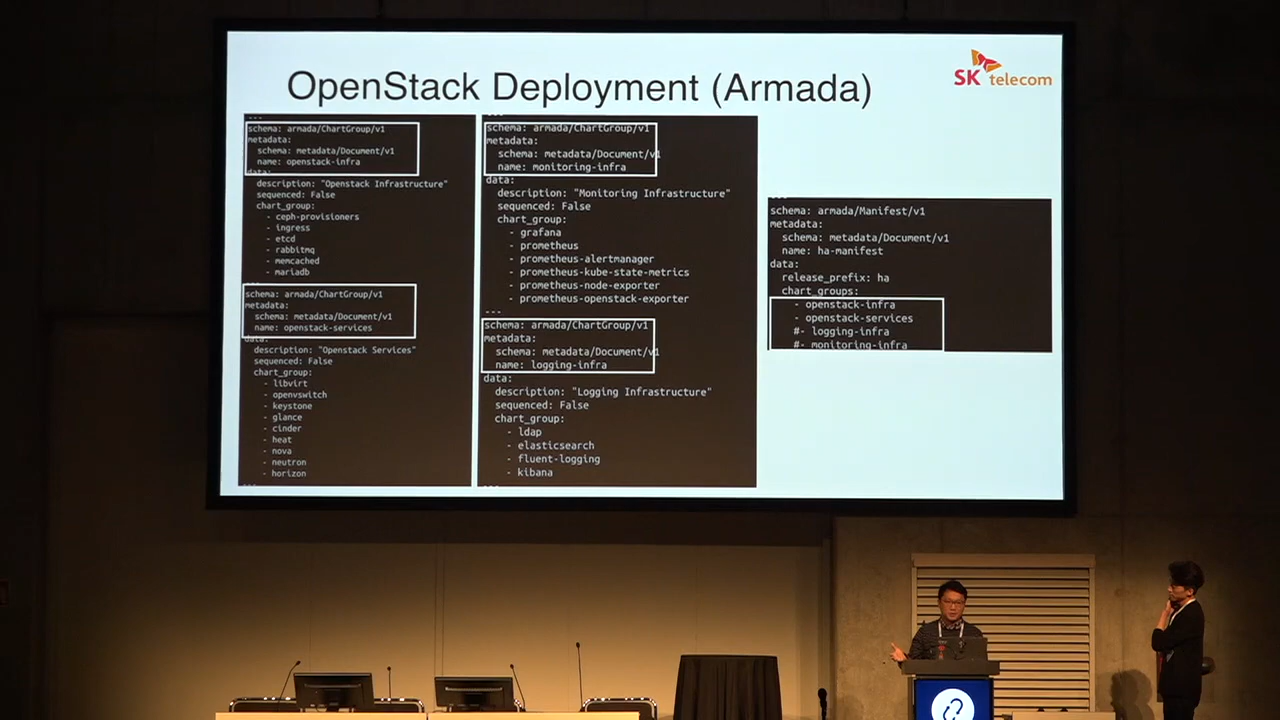 OpenStack Deployment (Armada)
SK telecom
---
schema: armada/ChartGroup/v1
metadata:
schema: metadata/Document/v1
name: openstack-infra
data:
description: "Openstack Infrastructure"
sequenced: False
chart_group:
- ceph-provisioners
- ingress
- etcd
- rabbitmq
- memcached
- mariadb
---
schema: armada/ChartGroup/v1
metadata:
schema: metadata/Document/v1
name: openstack-services
data:
description: "Openstack Services"
sequenced: False
chart_group:
- libvirt
- openvswitch
- keystone
- glance
- cinder
- heat
- nova
- neutron
- horizon
---
---
schema: armada/ChartGroup/v1
metadata:
schema: metadata/Document/v1
name: monitoring-infra
data:
description: "Monitoring Infrastructure"
sequenced: False
chart_group:
- grafana
- prometheus
- prometheus-alertmanager
- prometheus-kube-state-metrics
- prometheus-node-exporter
- prometheus-openstack-exporter
---
schema: armada/ChartGroup/v1
metadata:
schema: metadata/Document/v1
name: logging-infra
data:
description: "Logging Infrastructure"
sequenced: False
chart_group:
- ldap
- elasticsearch
- fluent-logging
- kibana
---
---
schema: armada/Manifest/v1
metadata:
schema: metadata/Document/v1
name: ha-manifest
data:
release_prefix: ha
chart_groups:
- openstack-infra
- openstack-services
#- logging-infra
#- monitoring-infra